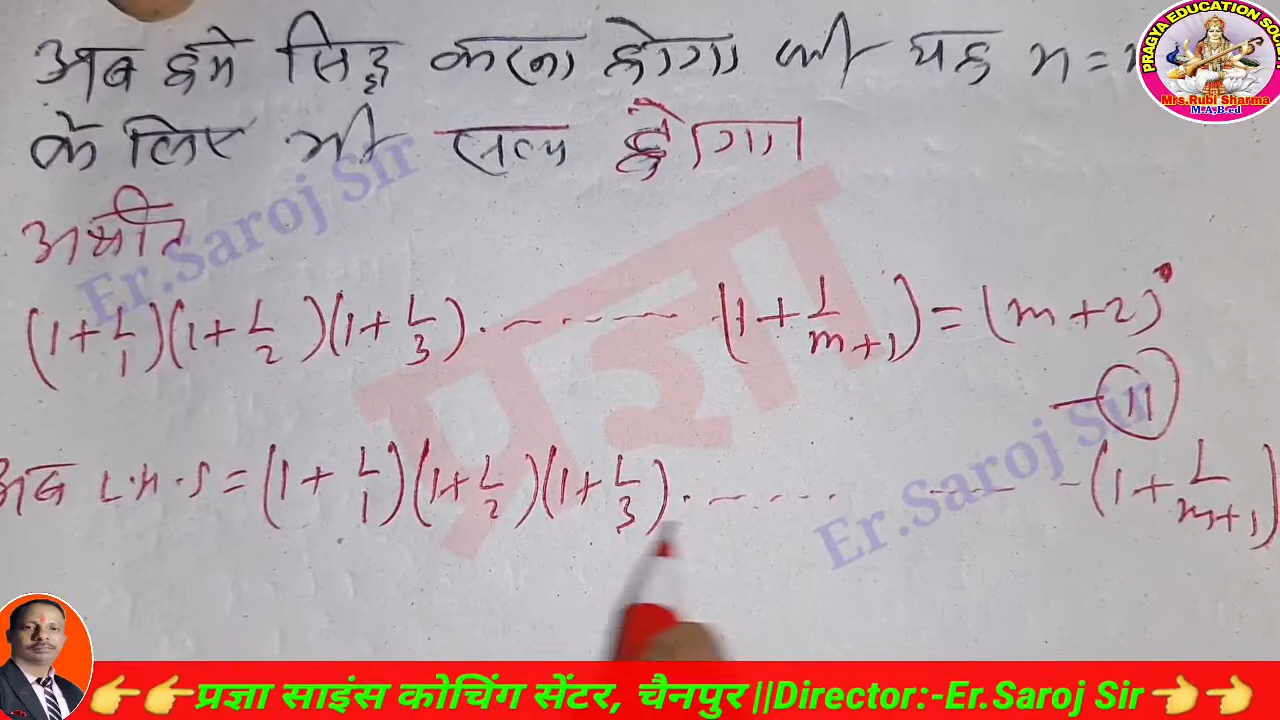 अब हमे सिद्ध करना होगा की यह n =
के लिए भी सत्य होगा
अर्थात
(1 + 1/1)(1 + 1/2)(1 + 1/3) . - - - - - - (1 + 1/m+1) = (m + 2)
- (11)
अब L.H.S = (1 + 1/1)(1 + 1/2)(1 + 1/3) . - - . . . . - - - - (1 + 1/m+1)
PRAGYA EDUCATION
Mrs.Rubi Sharma
M.A,B.ed
Er.Saroj Sir
प्रज्ञा
Er.Saroj Sir
👉👉प्रज्ञा साइंस कोचिंग सेंटर, चैनपुर ||Director:-Er.Saroj Sir👈👈